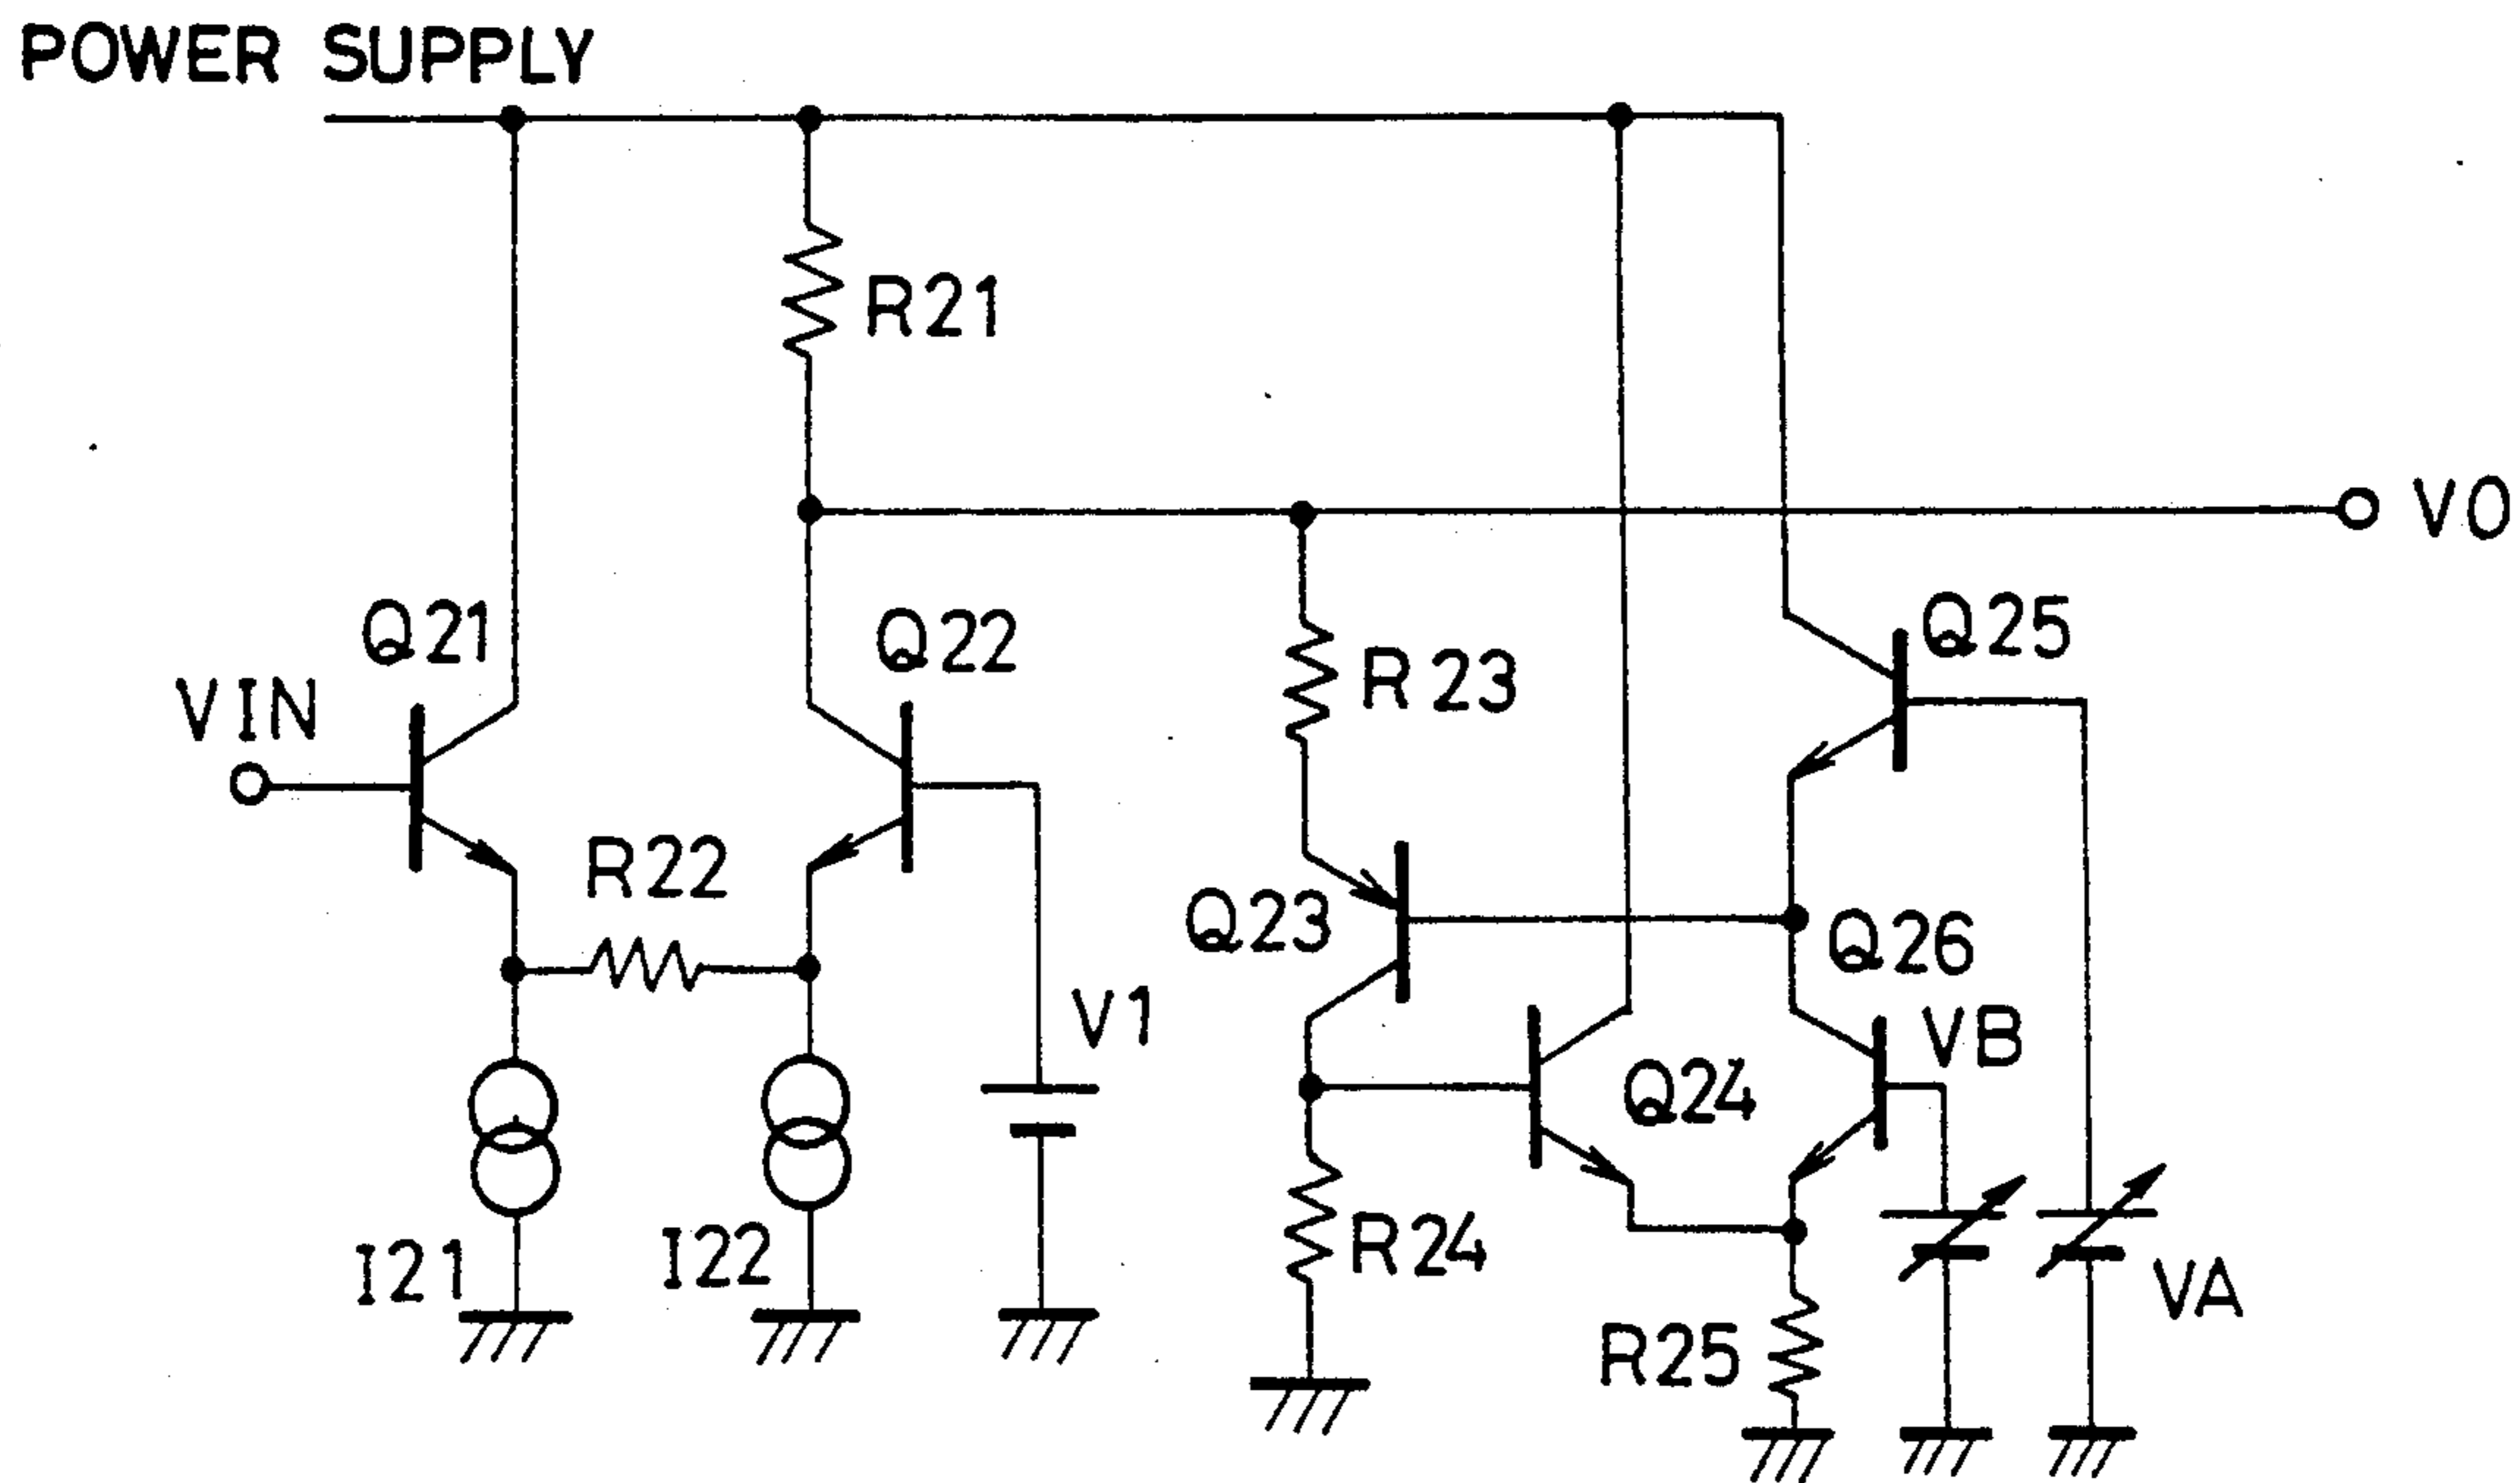 POWER SUPPLY
R21
VO
Q21
Q22
Q25
VIN
R23
R22
Q23
Q26
V1
VB
Q24
I21
I22
R24
VA
R25